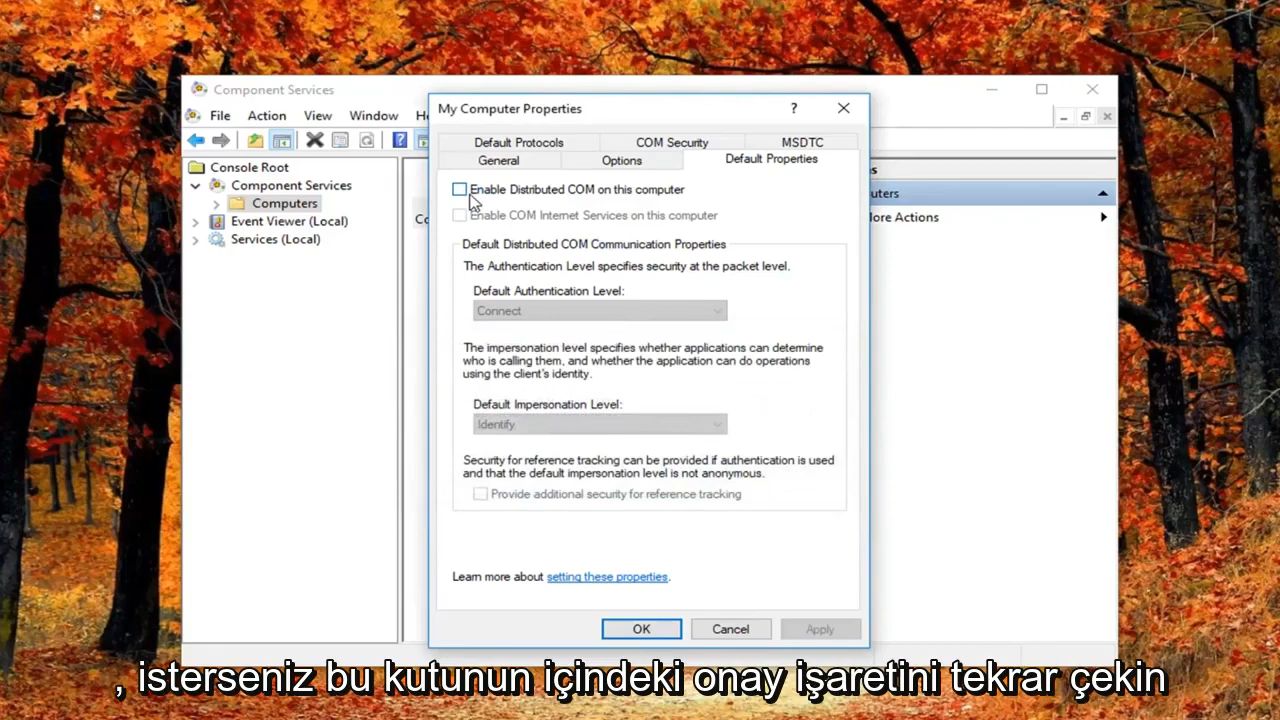 Component Services
File Action View Window He
My Computer Properties
Default Protocols COM Security MSDTC
General Options Default Properties
Console Root
Component Services
Computers
Event Viewer (Local)
Services (Local)
Co
s
uters
ore Actions
Enable Distributed COM on this computer
Enable COM Internet Services on this computer
Default Distributed COM Communication Properties
The Authentication Level specifies security at the packet level.
Default Authentication Level:
Connect
The impersonation level specifies whether applications can determine
who is calling them, and whether the application can do operations
using the client's identity.
Default Impersonation Level:
Identify
Security for reference tracking can be provided if authentication is used
and that the default impersonation level is not anonymous.
Provide additional security for reference tracking
Learn more about setting these properties.
OK Cancel Apply
, isterseniz bu kutunun içindeki onay işaretini tekrar çekin